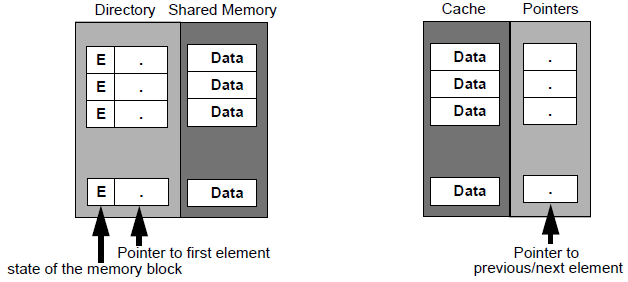 Directory Shared Memory Cache Pointers
E . Data Data .
E . Data Data .
E . Data Data .
E . Data Data .
Pointer to first element
state of the memory block
Pointer to
previous/next element